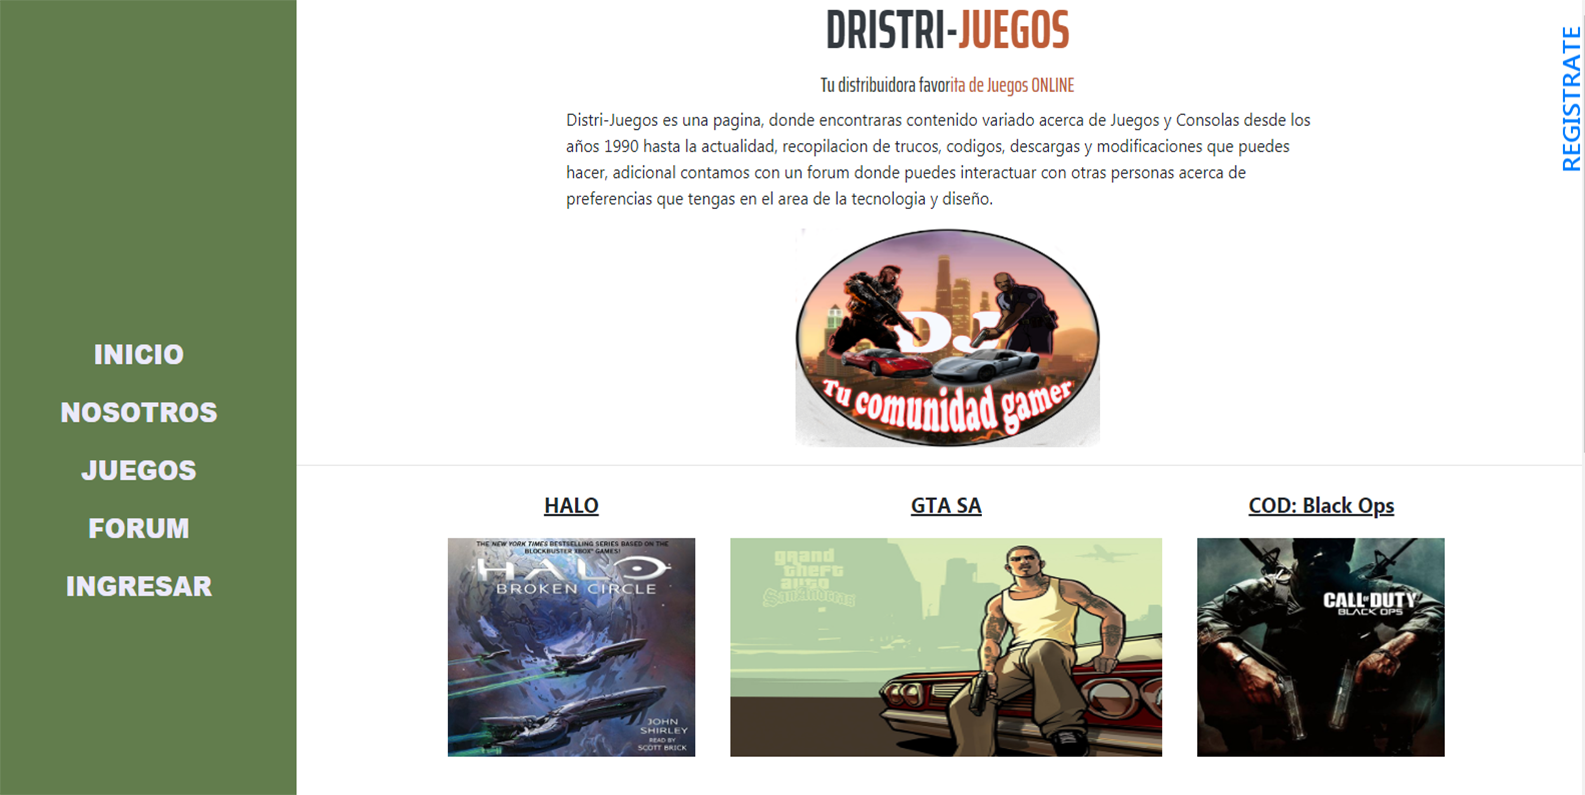 DRISTRI-JUEGOS
Tu distribuidora favorita de Juegos ONLINE
Distri-Juegos es una pagina, donde encontraras contenido variado acerca de Juegos y Consolas desde los
años 1990 hasta la actualidad, recopilacion de trucos, codigos, descargas y modificaciones que puedes
hacer, adicional contamos con un forum donde puedes interactuar con otras personas acerca de
preferencias que tengas en el area de la tecnologia y diseño.
REGISTRATE
INICIO
NOSOTROS
JUEGOS
FORUM
INGRESAR
DJ
Tu comunidad gamer
HALO
GTA SA
COD: Black Ops
THE NEW YORK TIMES BESTSELLING SERIES BASED ON THE
BLOCKBUSTER XBOX® GAMES!
HALO
BROKEN CIRCLE
JOHN
SHIRLEY
READ BY
SCOTT BRICK
grand
theft
auto
San Andreas
CALL OF DUTY
BLACK OPS